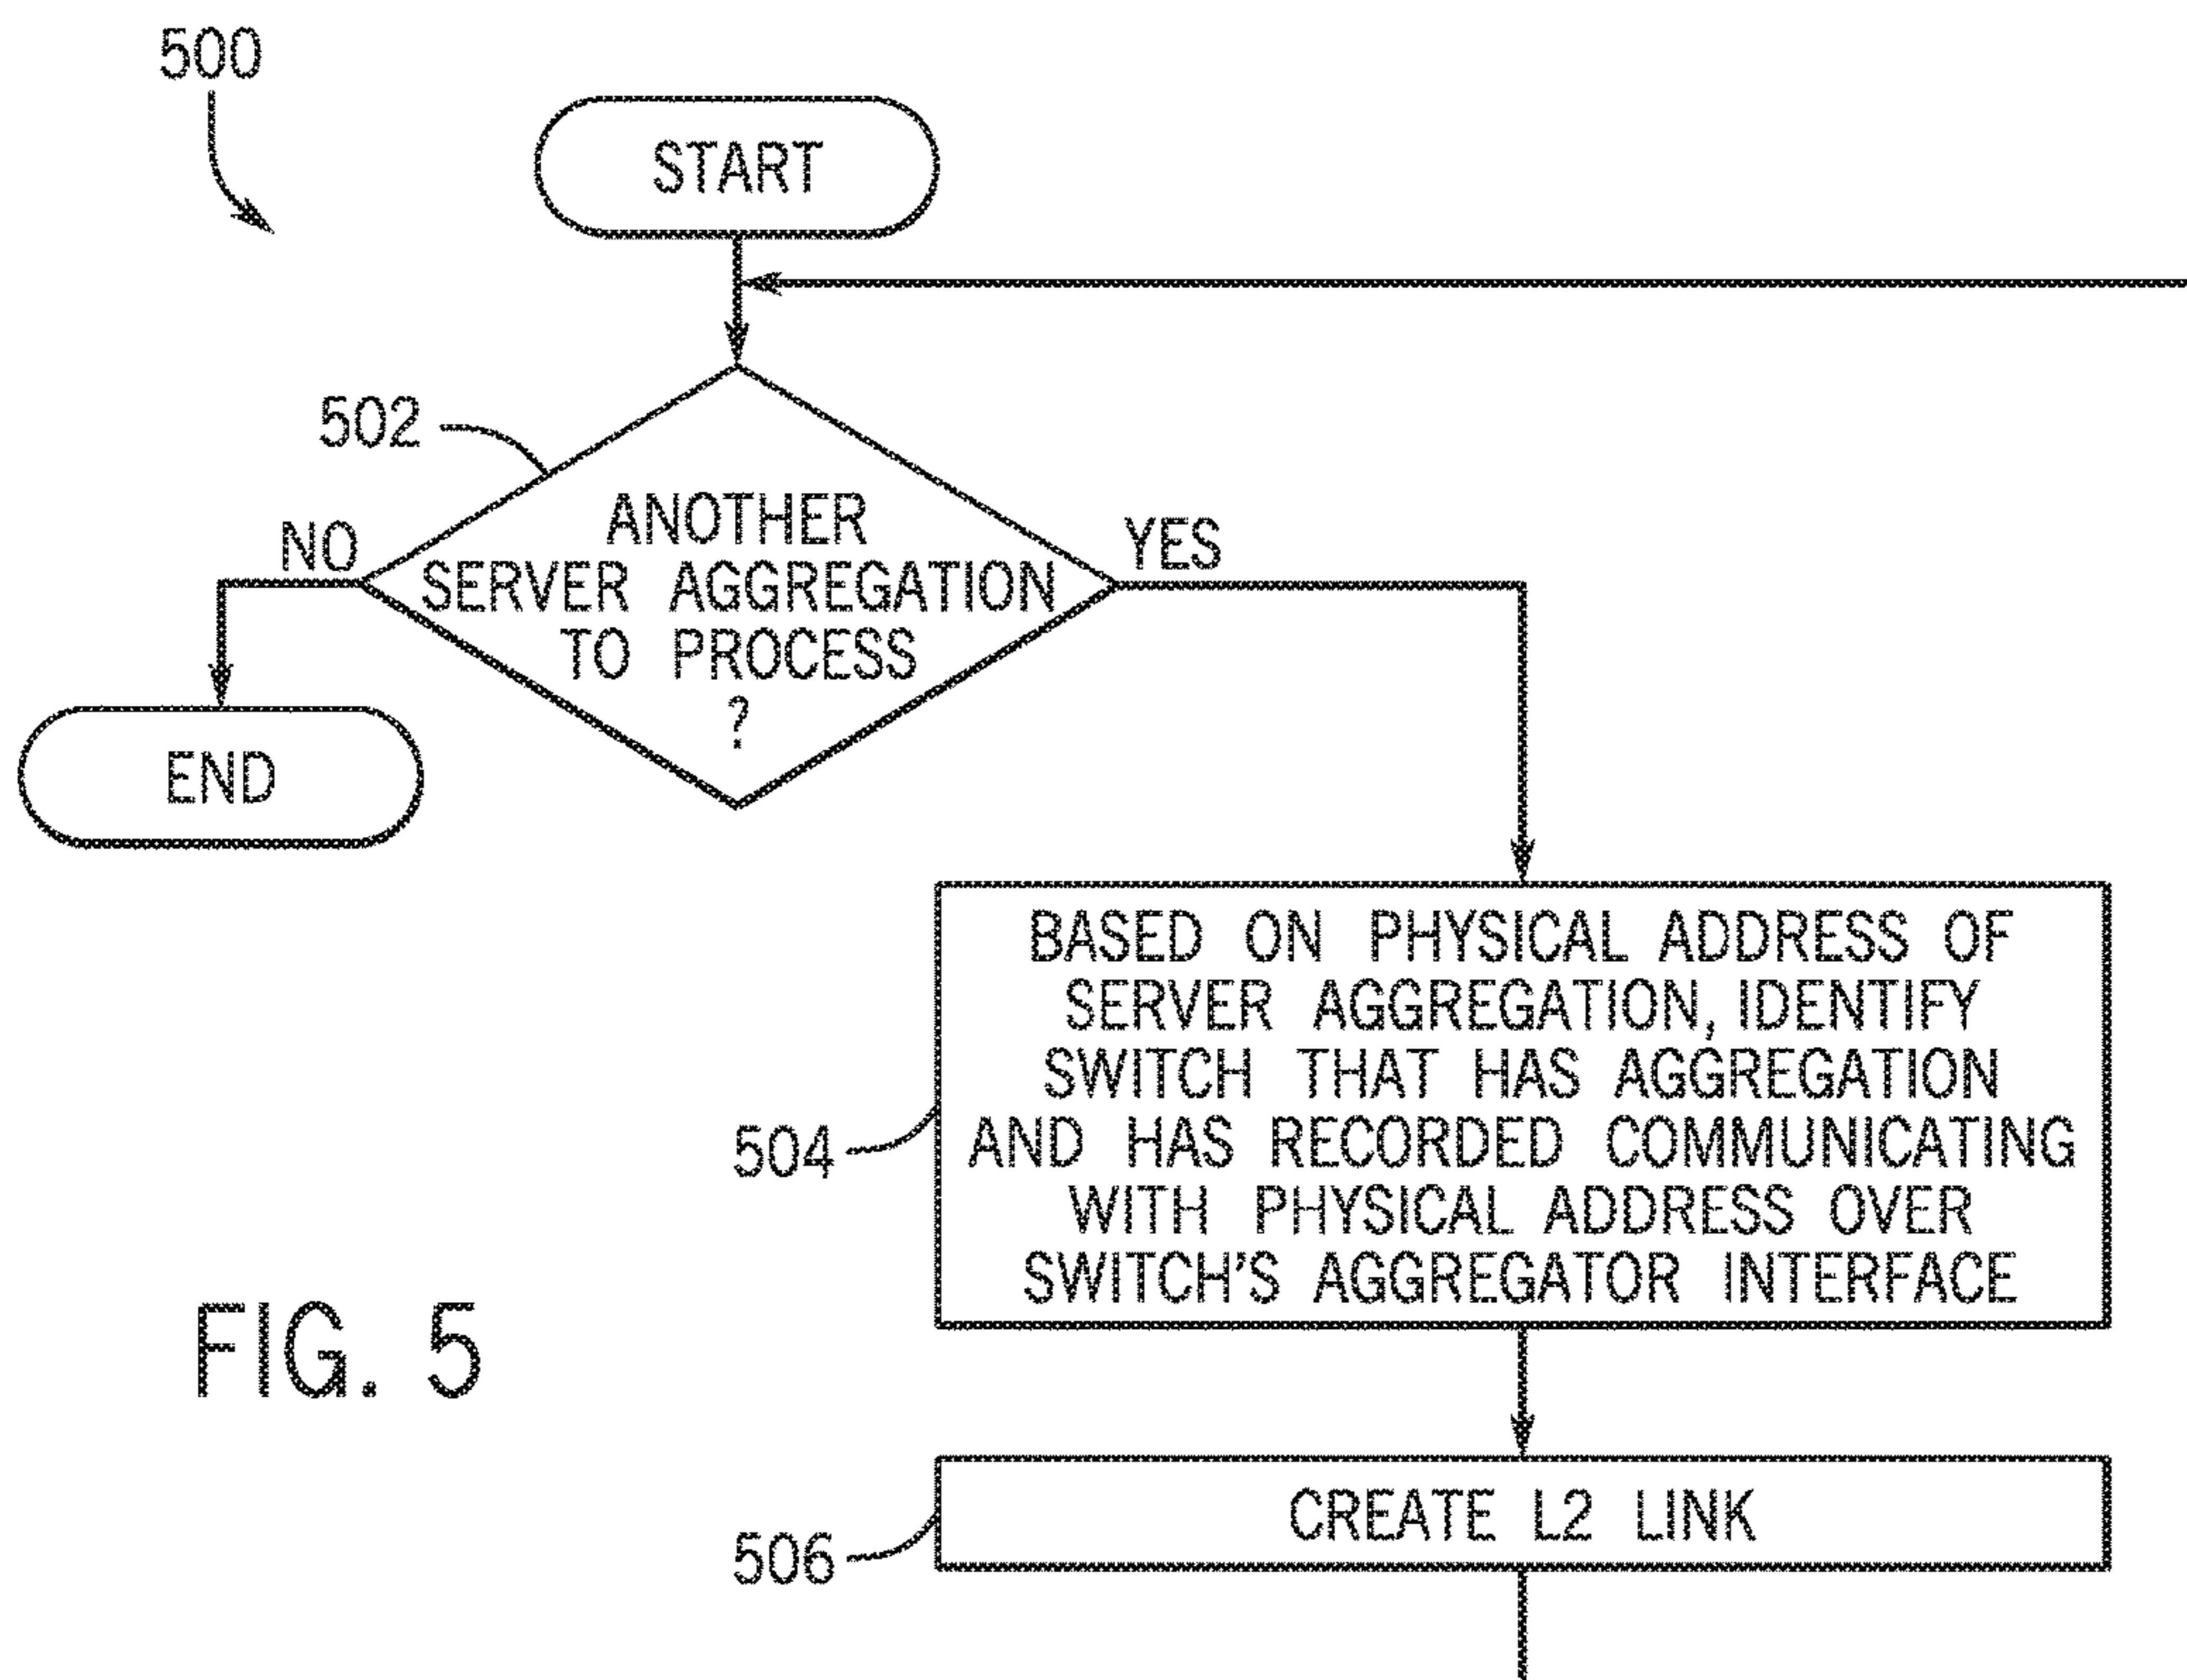 500
START
502
ANOTHER
SERVER AGGREGATION
TO PROCESS
?
NO
YES
END
BASED ON PHYSICAL ADDRESS OF
SERVER AGGREGATION, IDENTIFY
SWITCH THAT HAS AGGREGATION
AND HAS RECORDED COMMUNICATING
WITH PHYSICAL ADDRESS OVER
SWITCH'S AGGREGATOR INTERFACE
504
FIG. 5
CREATE L2 LINK
506